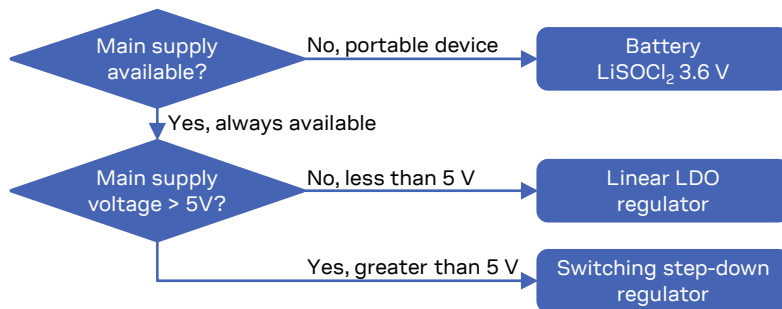 Main supply
available?
No, portable device
Battery
LiSOCl₂ 3.6 V
Yes, always available
Main supply
voltage > 5V?
No, less than 5 V
Linear LDO
regulator
Yes, greater than 5 V
Switching step-down
regulator